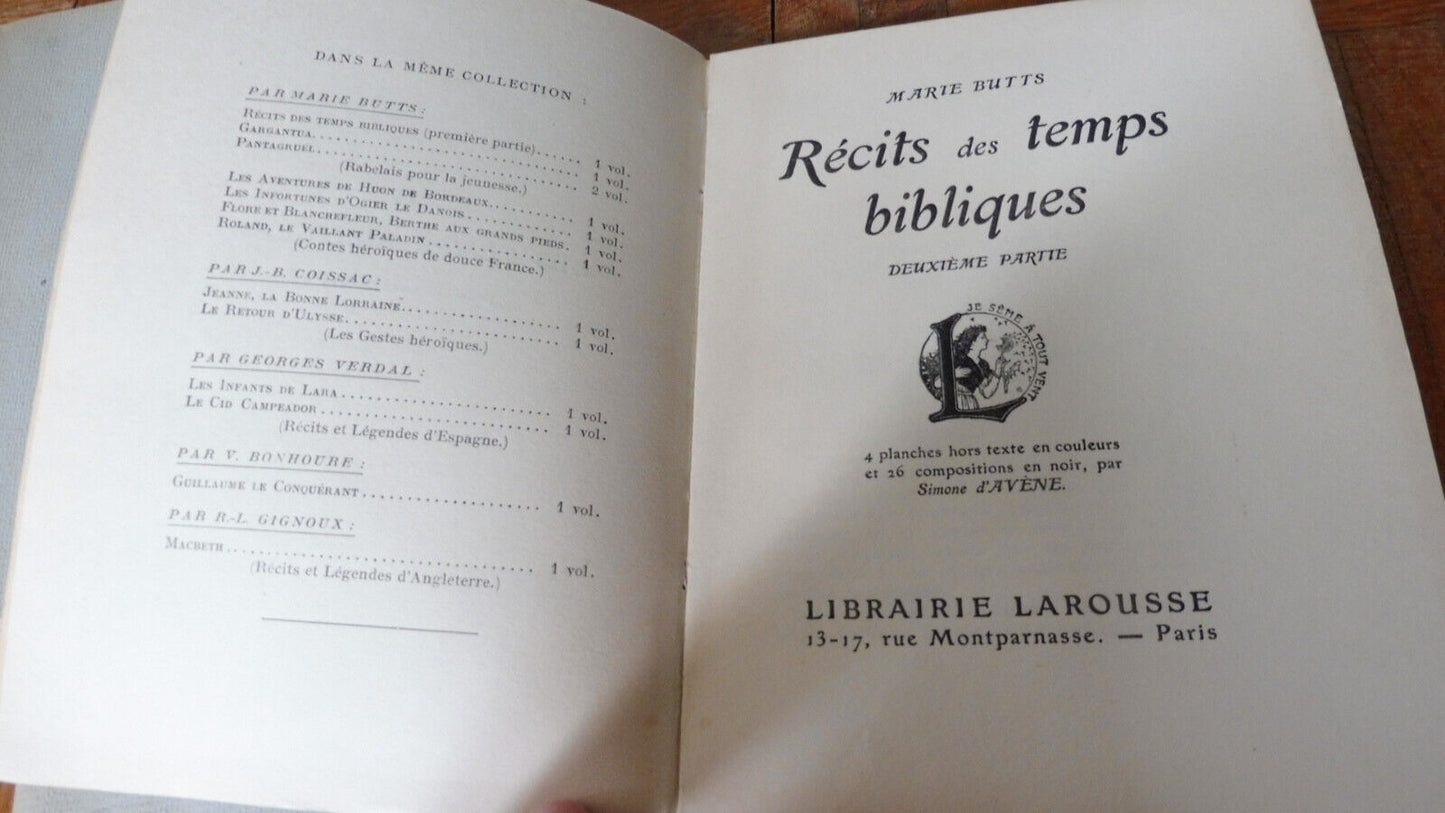 DANS LA MÊME COLLECTION :
PAR MARIE BUTTS :
RÉCITS DES TEMPS BIBLIQUES (première partie)...... 1 vol.
GARGANTUA.............................. 1 vol.
PANTAGRUEL.............................. 2 vol.
(Rabelais pour la jeunesse.)
LES AVENTURES DE HUON DE BORDEAUX.......... 1 vol.
LES INFORTUNES D'OGIER LE DANOIS............ 1 vol.
FLORE ET BLANCHEFLEUR, BERTHE AUX GRANDS PIEDS. 1 vol.
ROLAND, LE VAILLANT PALADIN................ 1 vol.
(Contes héroïques de douce France.)
PAR J.-B. COISSAC :
JEANNE, LA BONNE LORRAINE.................. 1 vol.
LE RETOUR D'ULYSSE........................ 1 vol.
(Les Gestes héroïques.)
PAR GEORGES VERDAL :
LES INFANTS DE LARA........................ 1 vol.
LE CID CAMPEADOR.......................... 1 vol.
(Récits et Légendes d'Espagne.)
PAR V. BONHOURE :
GUILLAUME LE CONQUÉRANT.................... 1 vol.
PAR R.-L. GIGNOUX :
MACBETH.................................. 1 vol.
(Récits et Légendes d'Angleterre.)
MARIE BUTTS
Récits des temps
bibliques
DEUXIÈME PARTIE
JE SÈME À TOUT VENT
L
4 planches hors texte en couleurs
et 26 compositions en noir, par
Simone d'AVÈNE.
LIBRAIRIE LAROUSSE
13-17, rue Montparnasse. — Paris